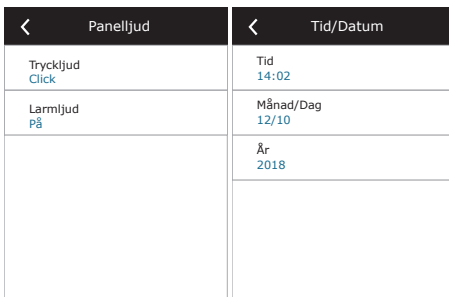 Panelljud
Tryckljud
Click
Larmljud
På
Tid/Datum
Tid
14:02
Månad/Dag
12/10
År
2018